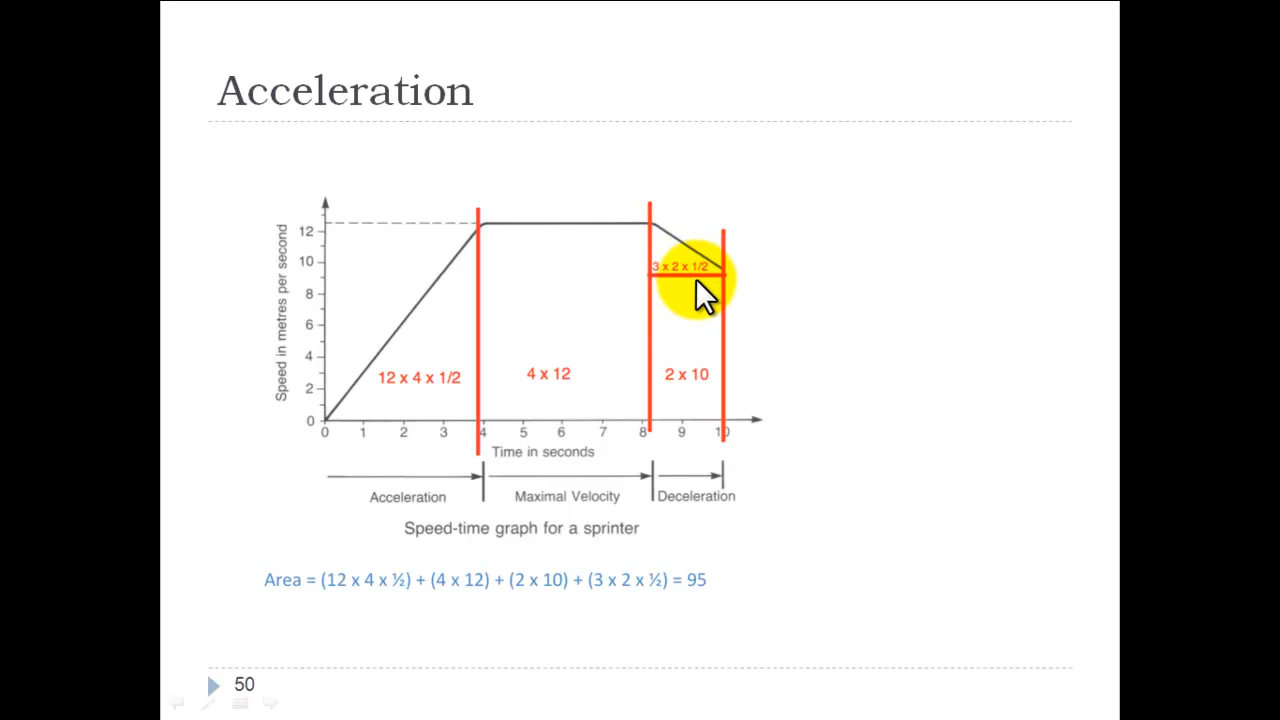 Acceleration
Speed in metres per second
12
10
8
6
4
2
0
3 x 2 x 1/2
12 x 4 x 1/2
4 x 12
2 x 10
0 1 2 3 4 5 6 7 8 9 10
Time in seconds
Acceleration Maximal Velocity Deceleration
Speed-time graph for a sprinter
Area = (12 x 4 x ½) + (4 x 12) + (2 x 10) + (3 x 2 x ½) = 95
50